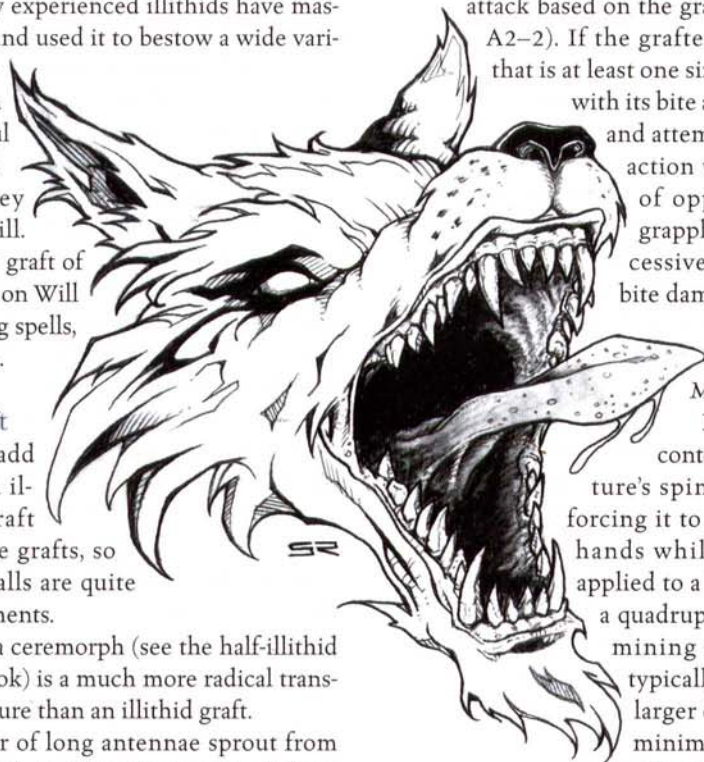 y experienced illithids have mas-
nd used it to bestow a wide vari-
al
ey
ill.
graft of
on Will
g spells,
t
add
il-
raft
e grafts, so
alls are quite
nents.
a ceremorph (see the half-illithid
ok) is a much more radical trans-
ure than an illithid graft.
r of long antennae sprout from
SR
attack based on the gra
A2–2). If the grafte
that is at least one si
with its bite a
and attem
action
of opp
grappl
cessive
bite dam
M
cont
ture's spin
forcing it to
hands whil
applied to a
a quadrup
mining
typicall
larger
minim